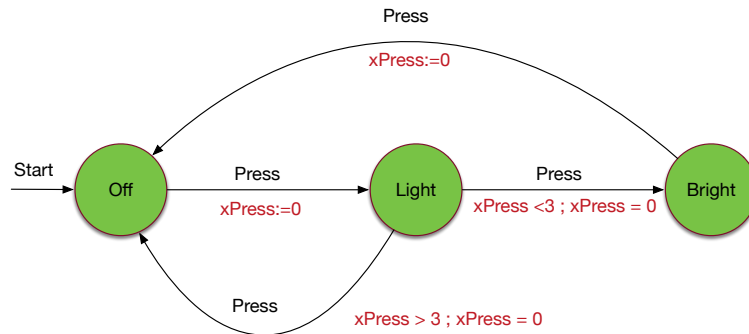 Press
xPress:=0
Start
Off
Press
xPress:=0
Light
Press
xPress <3 ; xPress = 0
Bright
Press
xPress > 3 ; xPress = 0